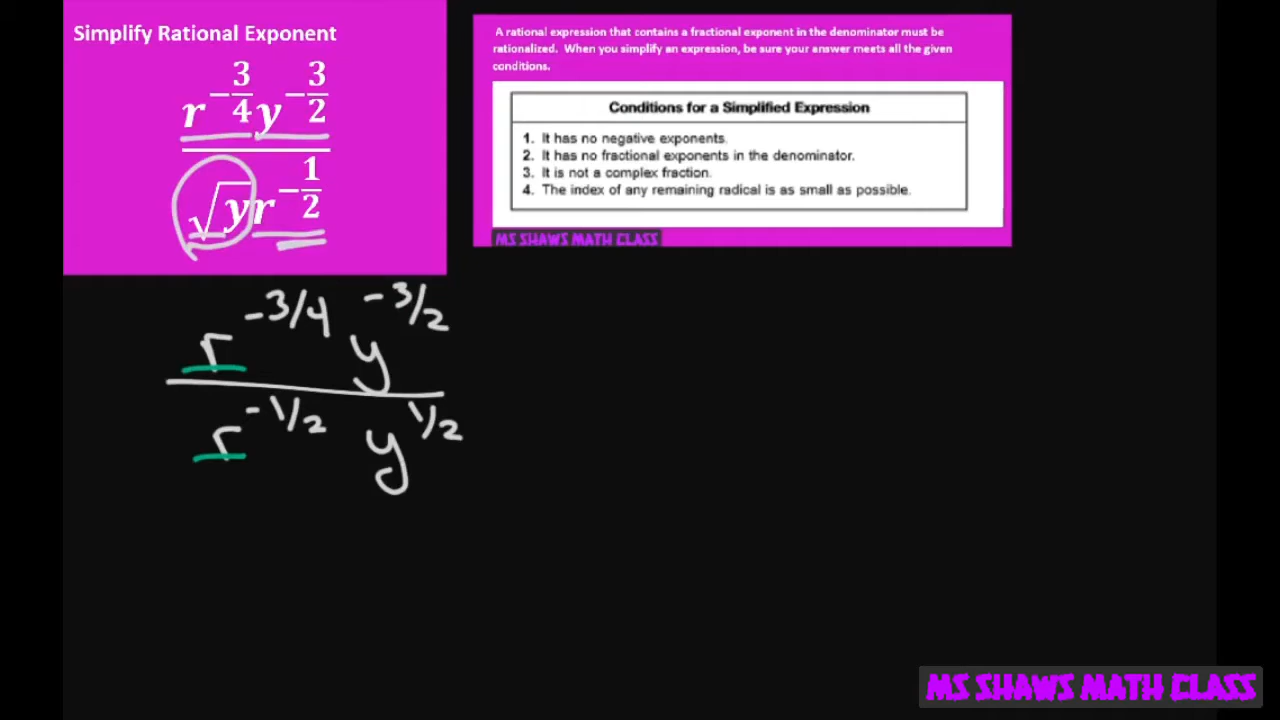 Simplify Rational Exponent
r^{-\frac{3}{4}} y^{-\frac{3}{2}}
\sqrt{y} r^{-\frac{1}{2}}
A rational expression that contains a fractional exponent in the denominator must be
rationalized. When you simplify an expression, be sure your answer meets all the given
conditions.
Conditions for a Simplified Expression
1. It has no negative exponents.
2. It has no fractional exponents in the denominator.
3. It is not a complex fraction.
4. The index of any remaining radical is as small as possible.
MS SHAWS MATH CLASS
r^{-3/4} y^{-3/2}
r^{-1/2} y^{1/2}
MS SHAWS MATH CLASS